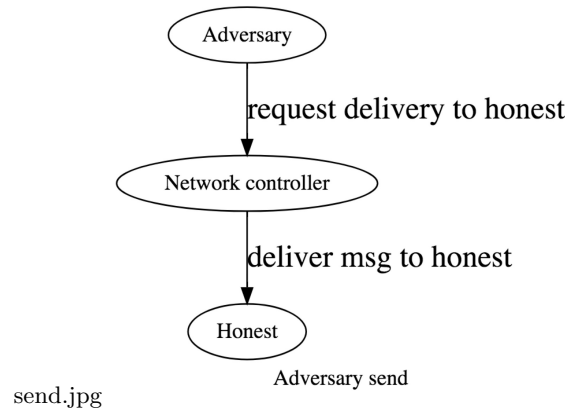 Adversary
request delivery to honest
Network controller
deliver msg to honest
Honest
Adversary send
send.jpg